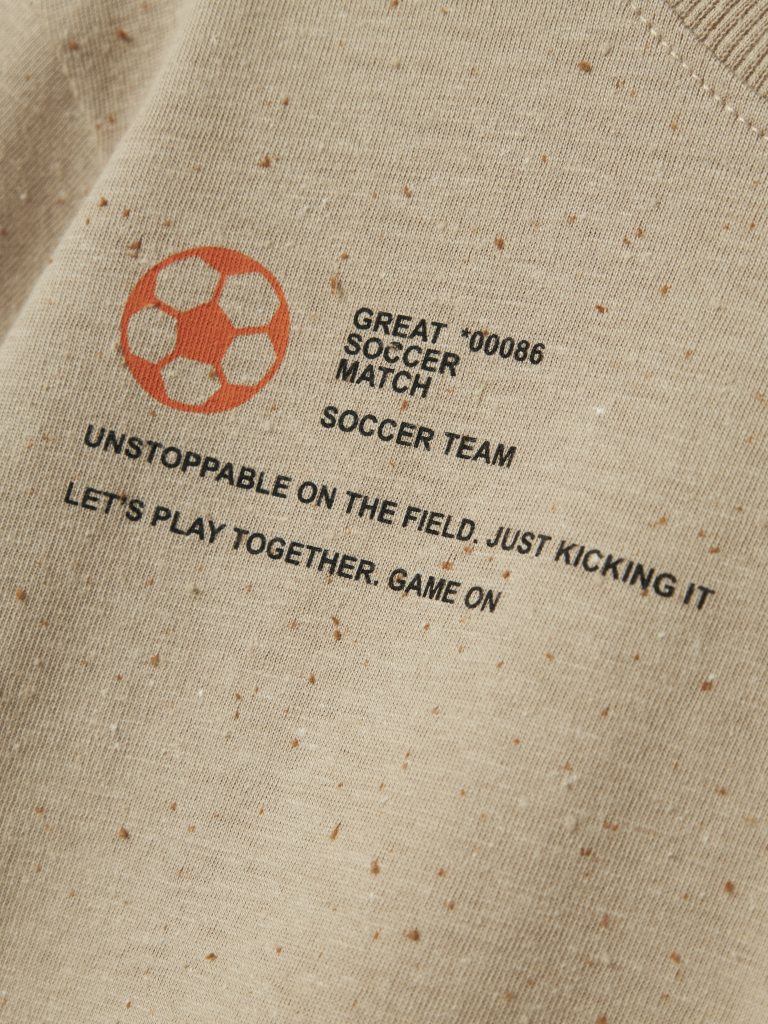 GREAT *00086
SOCCER
MATCH
SOCCER TEAM
UNSTOPPABLE ON THE FIELD. JUST KICKING IT
LET'S PLAY TOGETHER. GAME ON